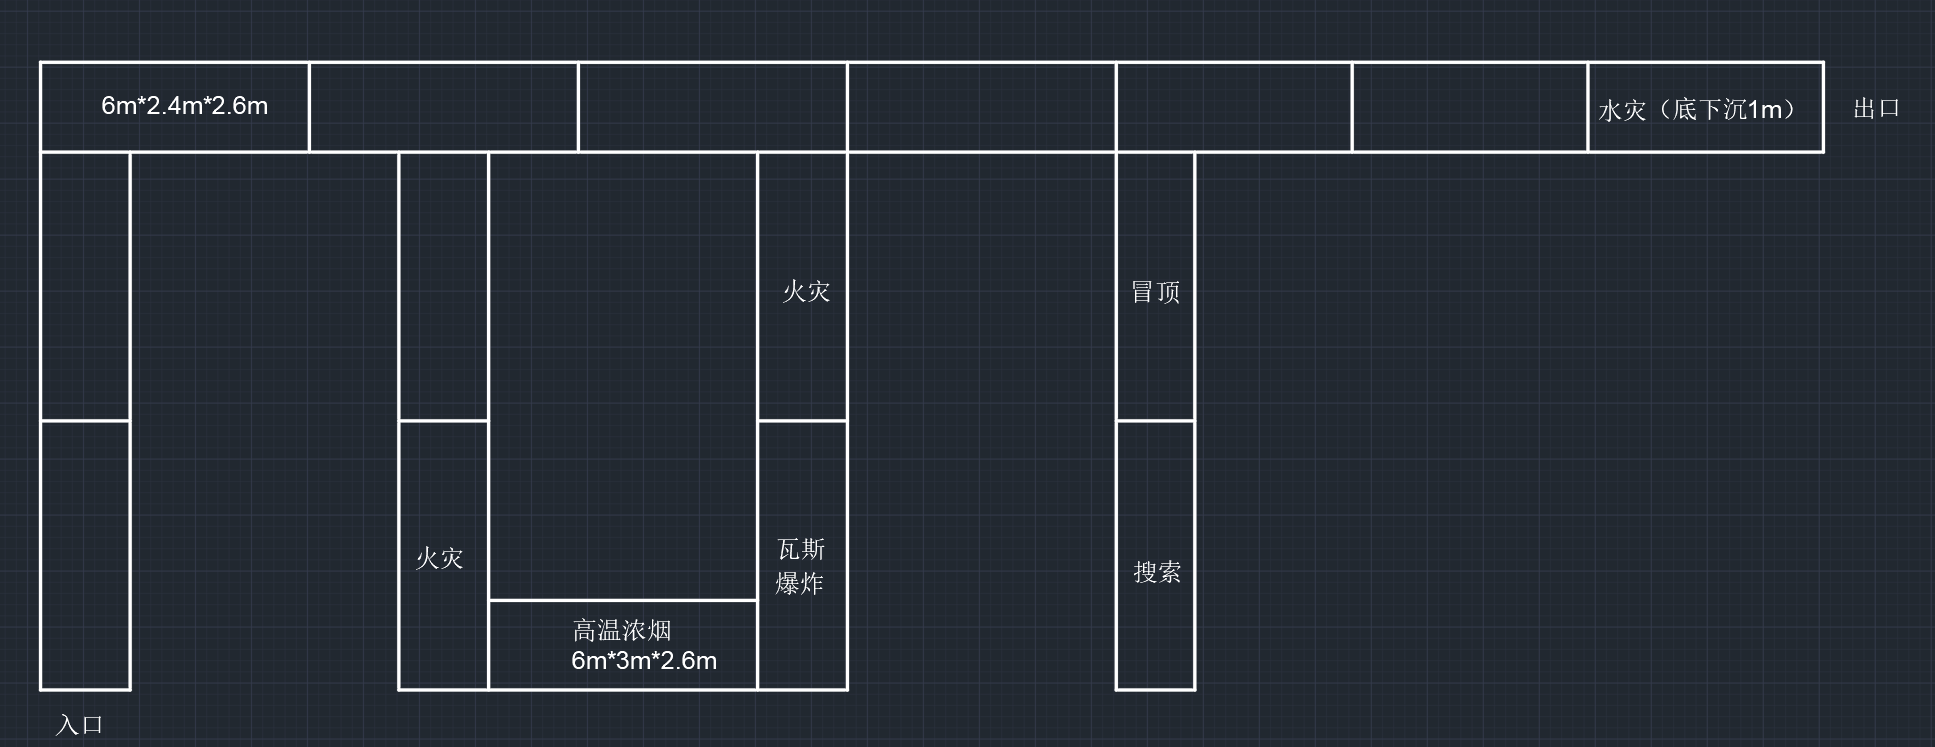 6m*2.4m*2.6m
水灾（底下沉1m）
出口
火灾
冒顶
火灾
瓦斯
爆炸
搜索
高温浓烟
6m*3m*2.6m
入口